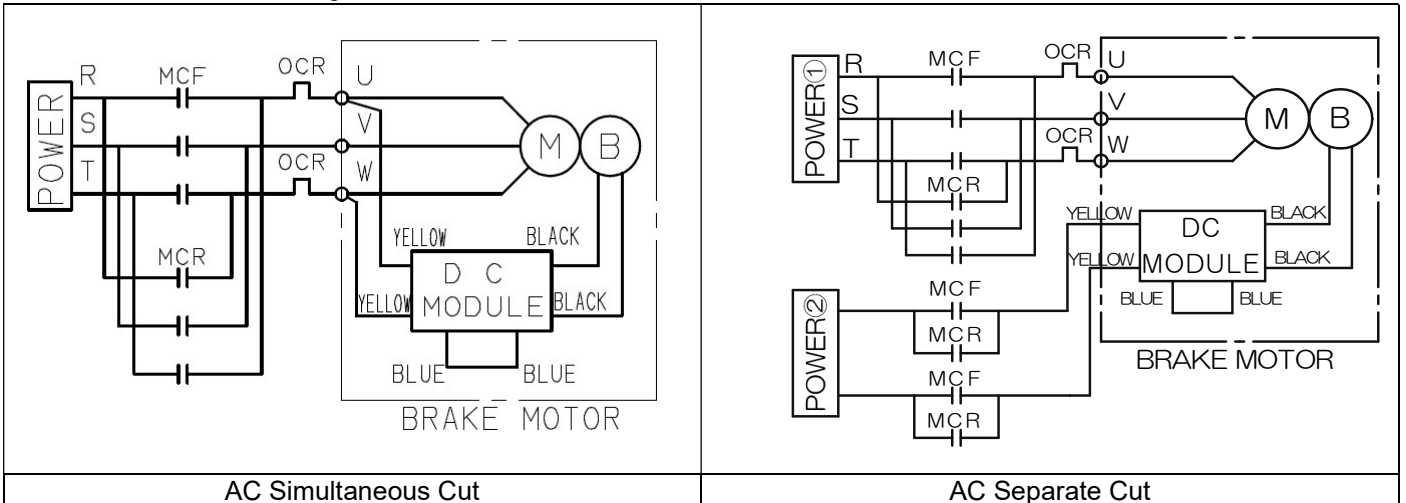 R MCF OCR U
S V
T OCR W
POWER
M B
MCR
YELLOW BLACK
D C
MODULE
YELLOW BLACK
BLUE BLUE
BRAKE MOTOR
AC Simultaneous Cut
R MCF OCR U
S V
T OCR W
POWER①
M B
MCR
YELLOW BLACK
DC
MODULE
YELLOW BLACK
BLUE BLUE
BRAKE MOTOR
POWER②
MCF
MCR
MCF
MCR
AC Separate Cut